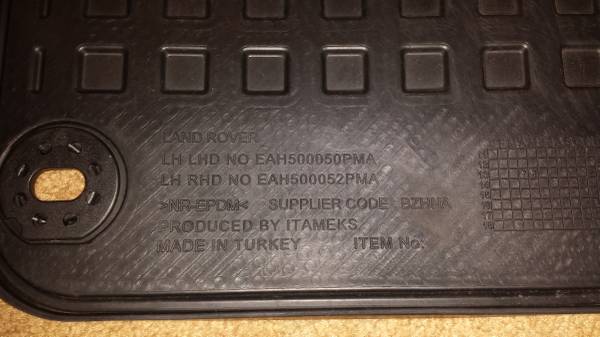 LAND ROVER
LH LHD NO EAH500050PMA
LH RHD NO EAH500052PMA
>NR-EPDM< SUPPLIER CODE: BZHNA
PRODUCED BY ITAMEKS
MADE IN TURKEY ITEM No: